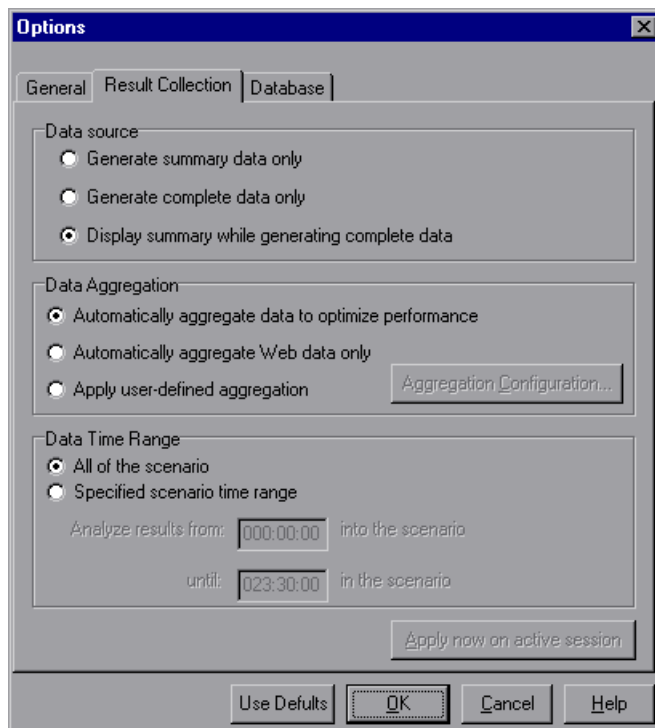 Options
General Result Collection Database
Data source
Generate summary data only
Generate complete data only
Display summary while generating complete data
Data Aggregation
Automatically aggregate data to optimize performance
Automatically aggregate Web data only
Apply user-defined aggregation Aggregation Configuration...
Data Time Range
All of the scenario
Specified scenario time range
Analyze results from: 000:00:00 into the scenario
until: 023:30:00 in the scenario
Apply now on active session
Use Defults OK Cancel Help